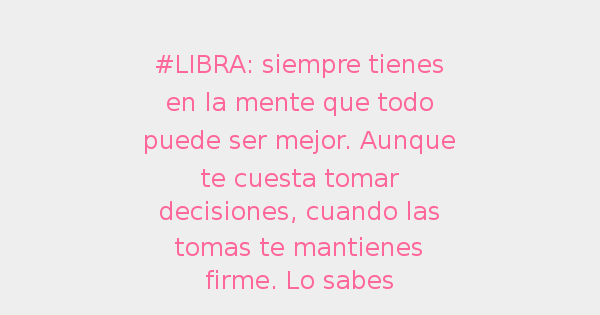 #LIBRA: siempre tienes
en la mente que todo
puede ser mejor. Aunque
te cuesta tomar
decisiones, cuando las
tomas te mantienes
firme. Lo sabes